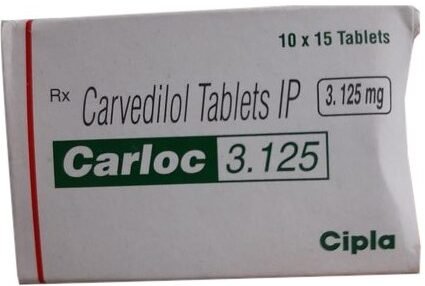 10 x 15 Tablets
Rx Carvedilol Tablets IP 3.125 mg
Carloc 3.125
Cipla